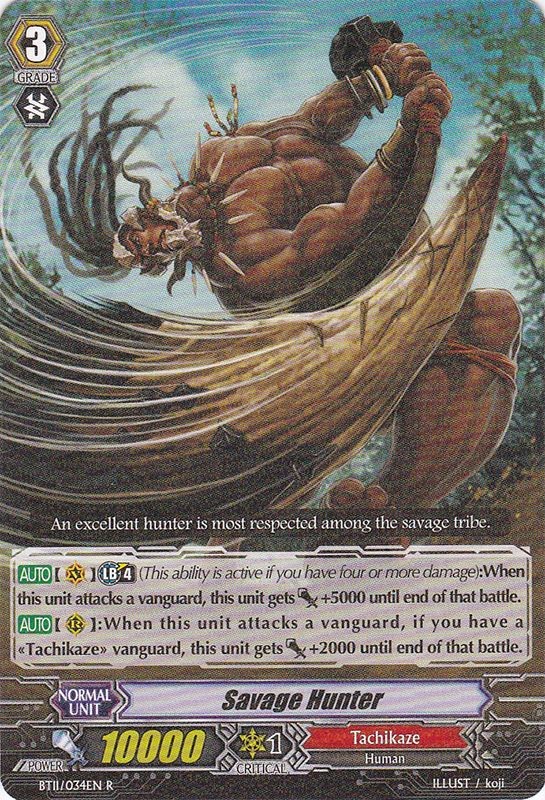 3
GRADE
An excellent hunter is most respected among the savage tribe.
AUTO【 】LB 4 (This ability is active if you have four or more damage):When
this unit attacks a vanguard, this unit gets +5000 until end of that battle.
AUTO【 】:When this unit attacks a vanguard, if you have a
«Tachikaze» vanguard, this unit gets +2000 until end of that battle.
NORMAL
UNIT
Savage Hunter
POWER
10000
1
CRITICAL
Tachikaze
Human
BT11/034EN R
ILLUST / koji